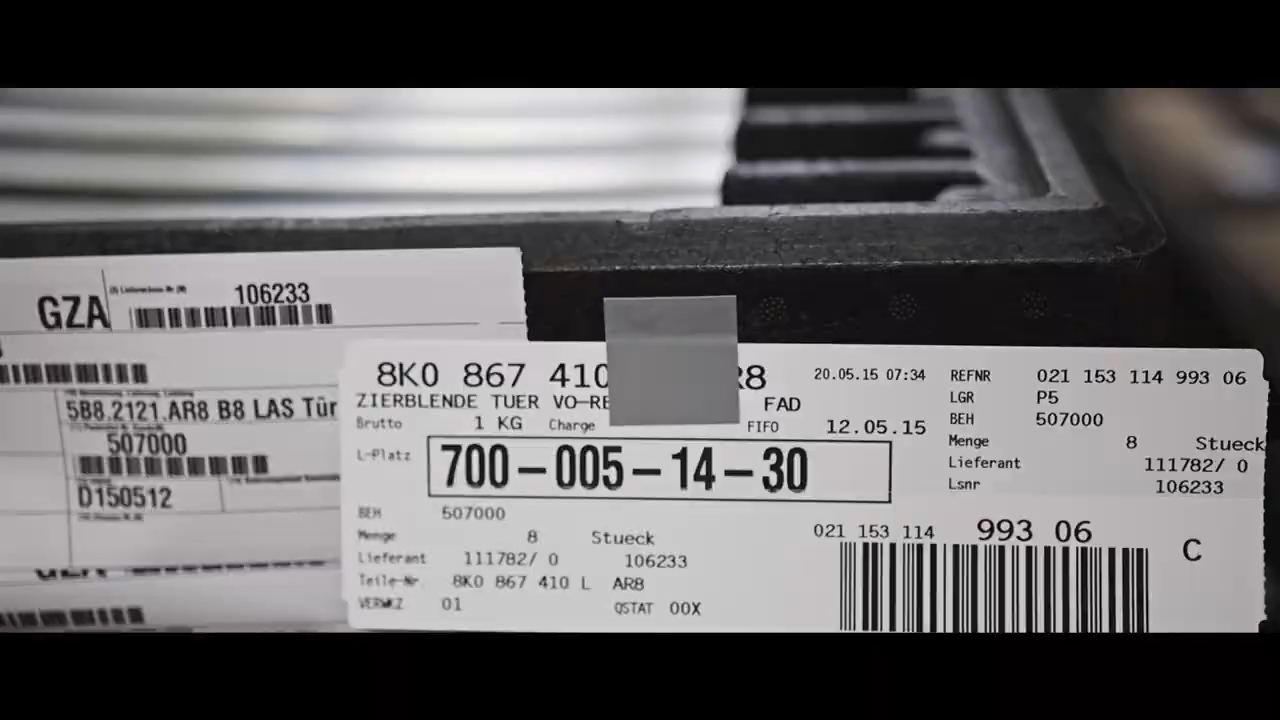 GZA
106233
5B8.2121.AR8 B8 LAS Tür
507000
D150512
8K0 867 410 R8
20.05.15 07:34
ZIERBLENDE TUER VO-RE FAD
Brutto 1 KG Charge FIFO 12.05.15
L-Platz 700-005-14-30
BEH 507000
Menge 8 Stueck
Lieferant 111782/ 0 106233
Teile-Nr. 8K0 867 410 L AR8
VERWKZ 01 QSTAT 00X
REFNR 021 153 114 993 06
LGR P5
BEH 507000
Menge 8 Stueck
Lieferant 111782/ 0
Lsnr 106233
021 153 114 993 06
C